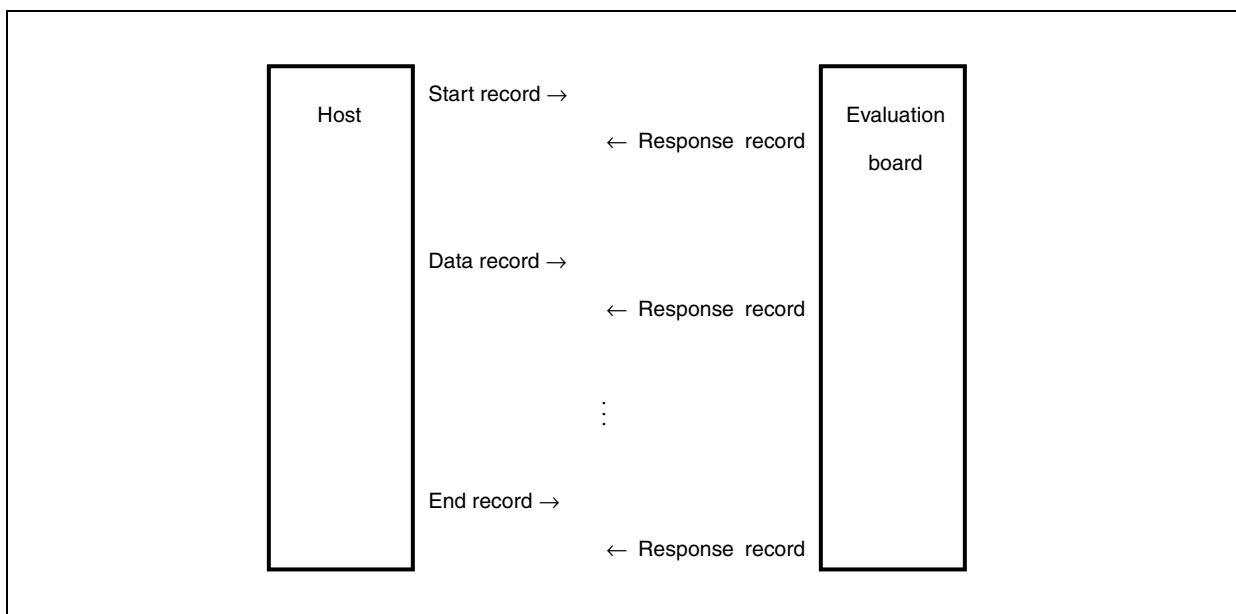 Host
Start record →
← Response record
Evaluation
board
Data record →
← Response record
⋮
End record →
← Response record